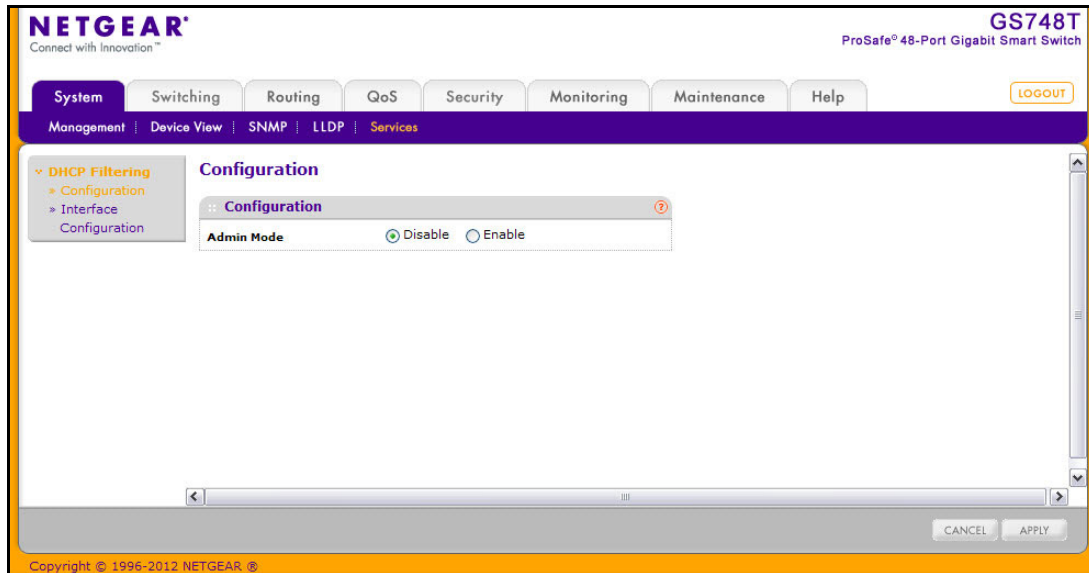 NETGEAR®
Connect with Innovation™
GS748T
ProSafe® 48-Port Gigabit Smart Switch
System Switching Routing QoS Security Monitoring Maintenance Help LOGOUT
Management Device View SNMP LLDP Services
DHCP Filtering
» Configuration
» Interface
Configuration
Configuration
Configuration ?
Admin Mode Disable Enable
CANCEL APPLY
Copyright © 1996-2012 NETGEAR ®